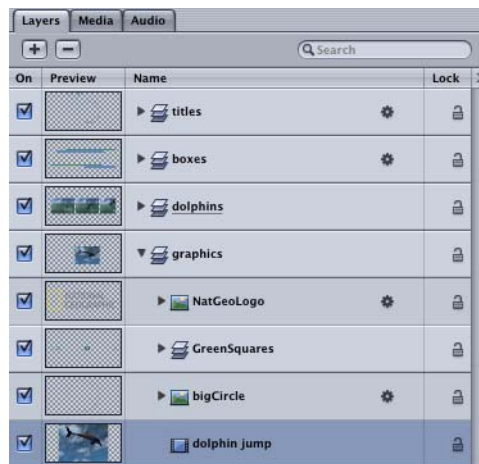 Layers Media Audio
Search
On Preview Name Lock
titles
boxes
dolphins
graphics
NatGeoLogo
GreenSquares
bigCircle
dolphin jump